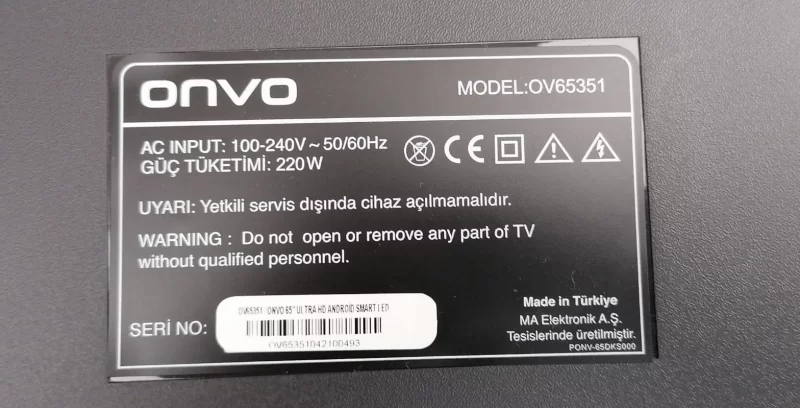 onvo
MODEL:OV65351
AC INPUT: 100-240V ~ 50/60Hz
GÜÇ TÜKETİMİ: 220W
CE
UYARI: Yetkili servis dışında cihaz açılmamalıdır.
WARNING : Do not open or remove any part of TV
without qualified personnel.
OV65351 ONVO 65" ULTRA HD ANDROID SMART LED
SERİ NO:
OV65351042100493
Made in Türkiye
MA Elektronik A.Ş.
Tesislerinde üretilmiştir.
PONV-65DKS000